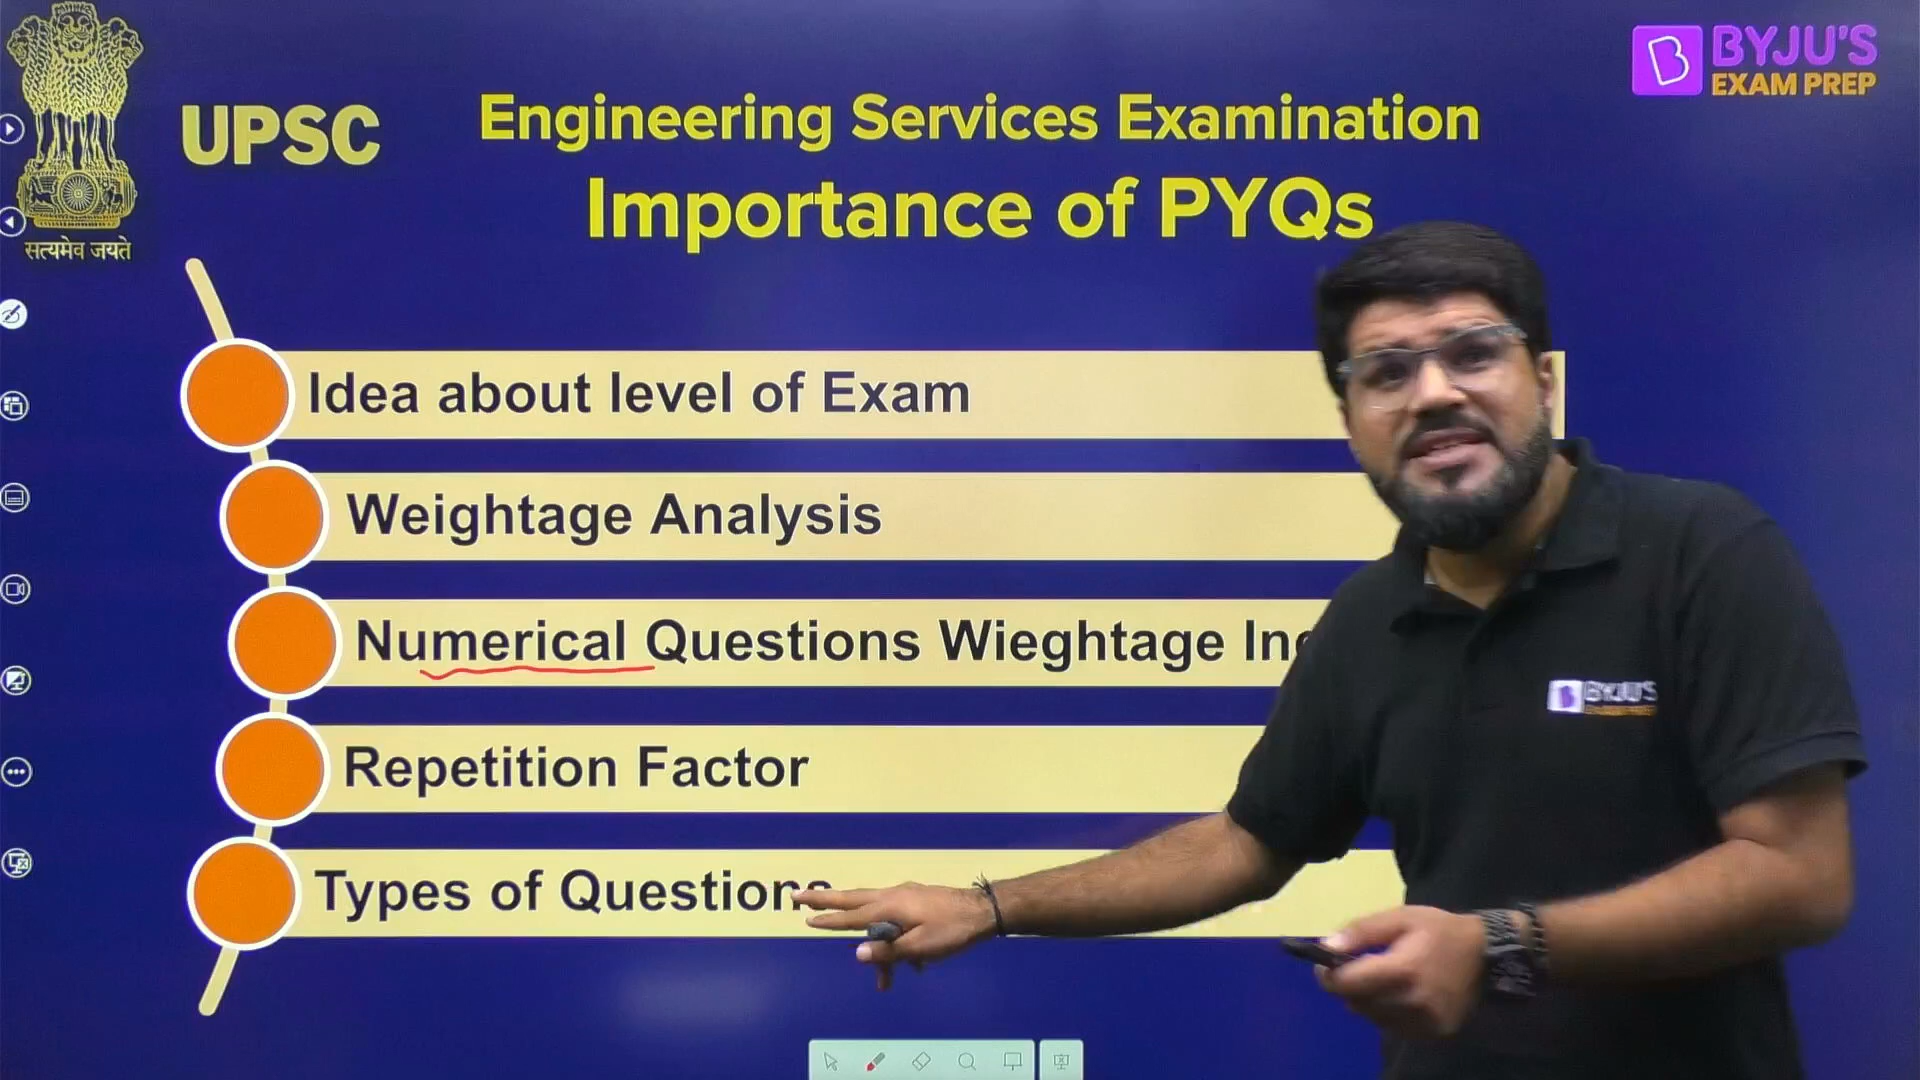 BYJU'S
EXAM PREP
UPSC
Engineering Services Examination
Importance of PYQs
सत्यमेव जयते
Idea about level of Exam
Weightage Analysis
Numerical Questions Wieghtage
Repetition Factor
Types of Questions
BYJU'S